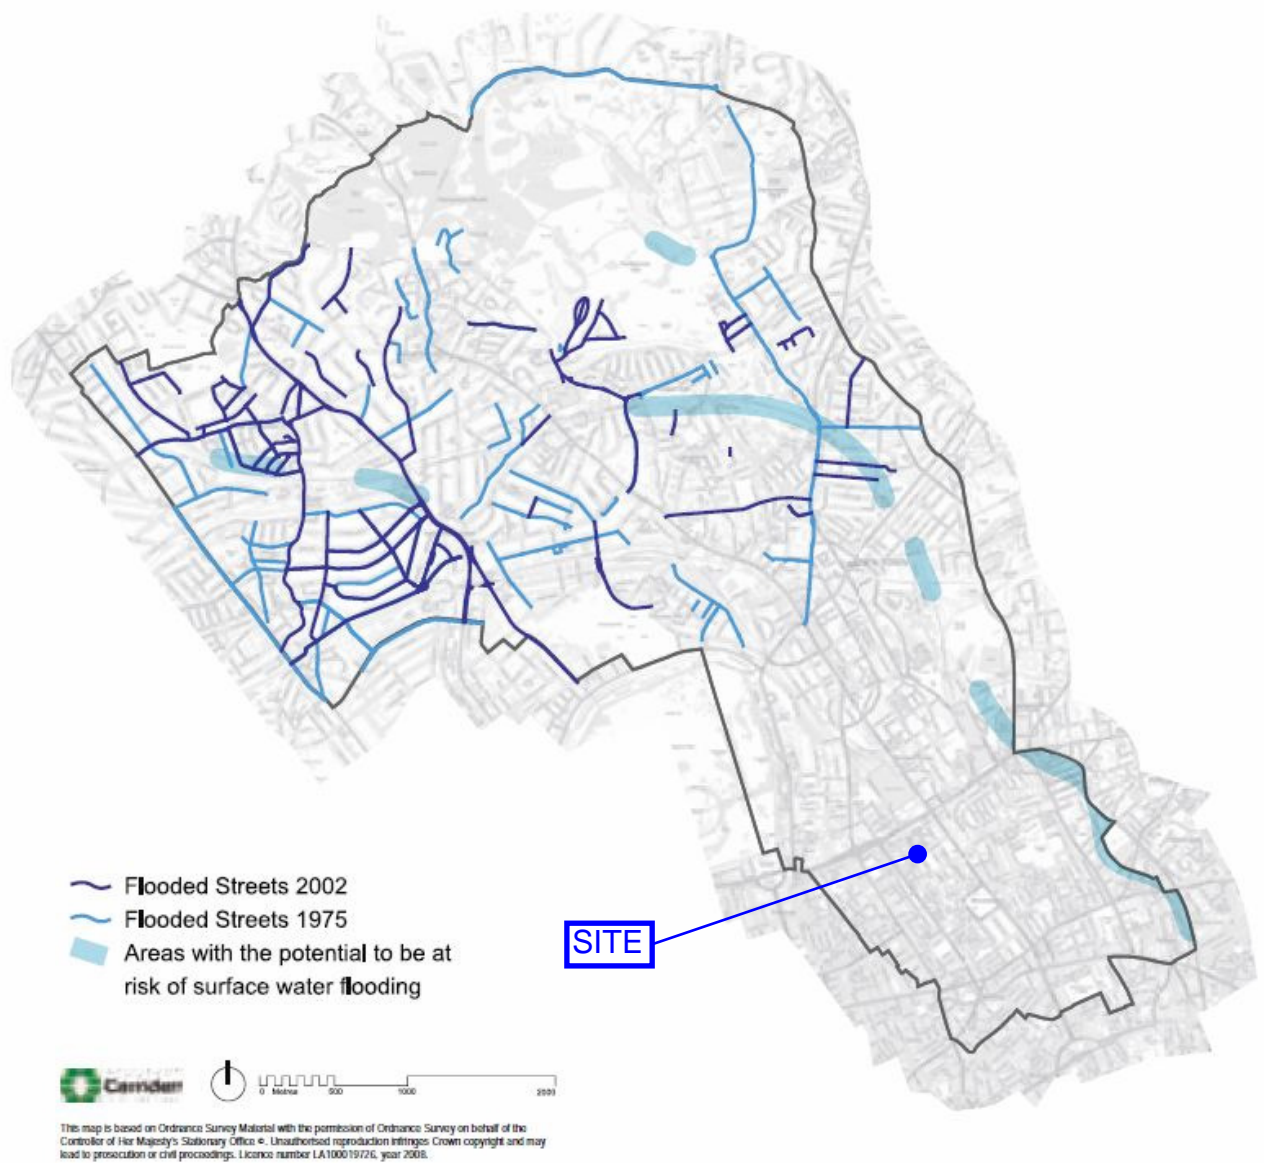 SITE
Flooded Streets 2002
Flooded Streets 1975
Areas with the potential to be at
risk of surface water flooding
Camden
0 Metres 500 1000 2000
This map is based on Ordnance Survey Material with the permission of Ordnance Survey on behalf of the
Controller of Her Majesty's Stationary Office ©. Unauthorised reproduction infringes Crown copyright and may
lead to prosecution or civil proceedings. Licence number LA100019726, year 2008.